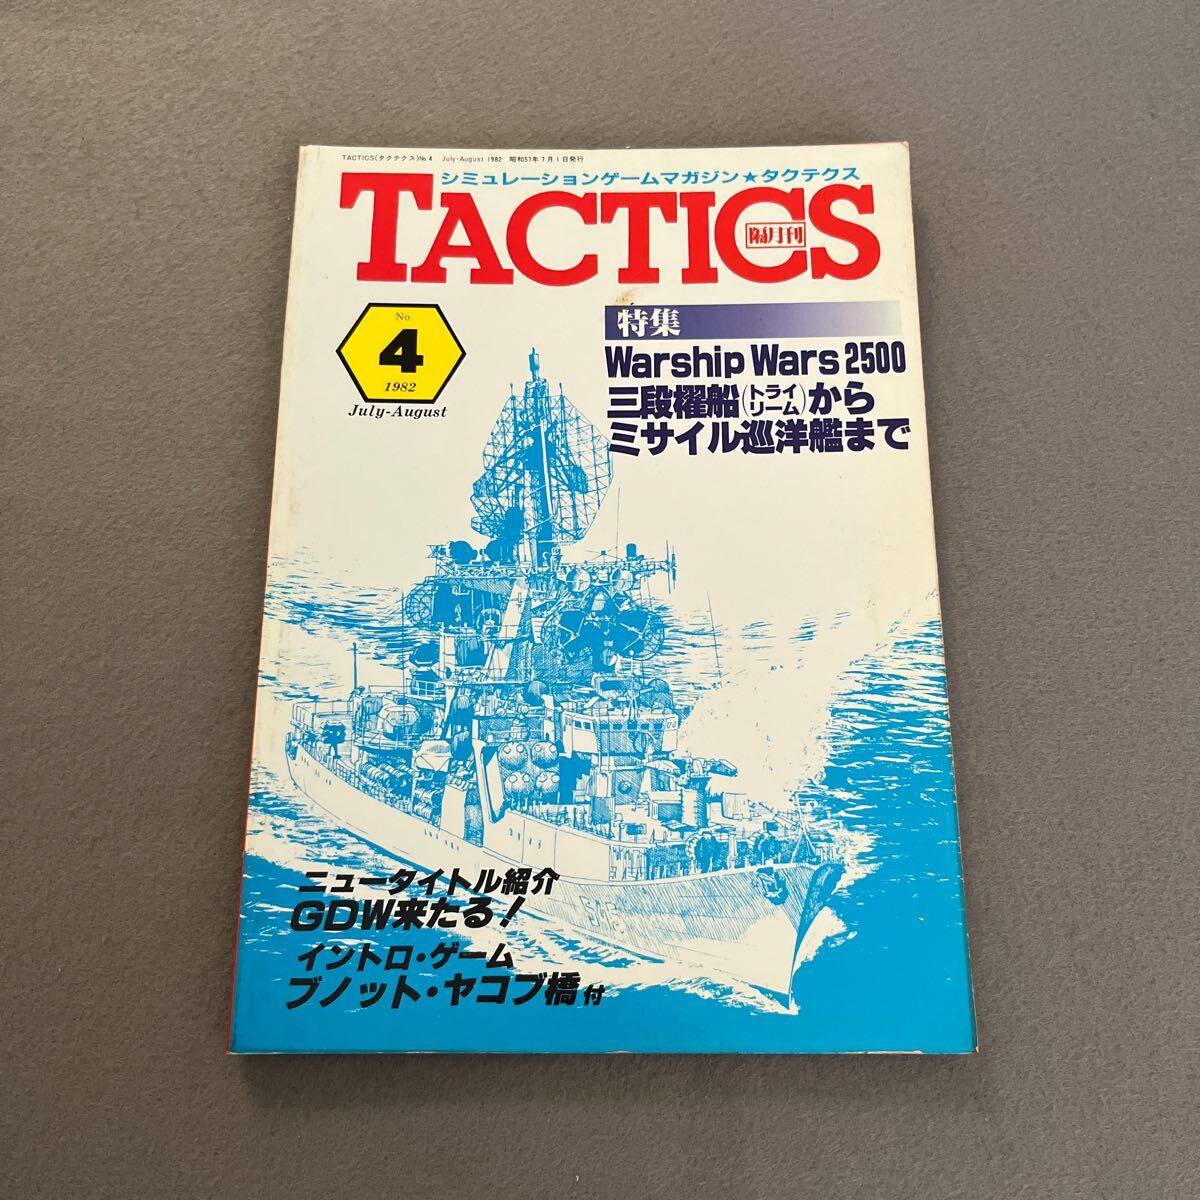 TACTICS(タクテクス)No.4 July-August 1982 昭和57年7月1日発行
シミュレーションゲームマガジン★タクテクス
TACTICS
隔月刊
No.
4
1982
July-August
特集
Warship Wars 2500
三段櫂船(トライリーム)から
ミサイル巡洋艦まで
ニュータイトル紹介
GDW来たる!
イントロ・ゲーム
ブノット・ヤコブ橋付